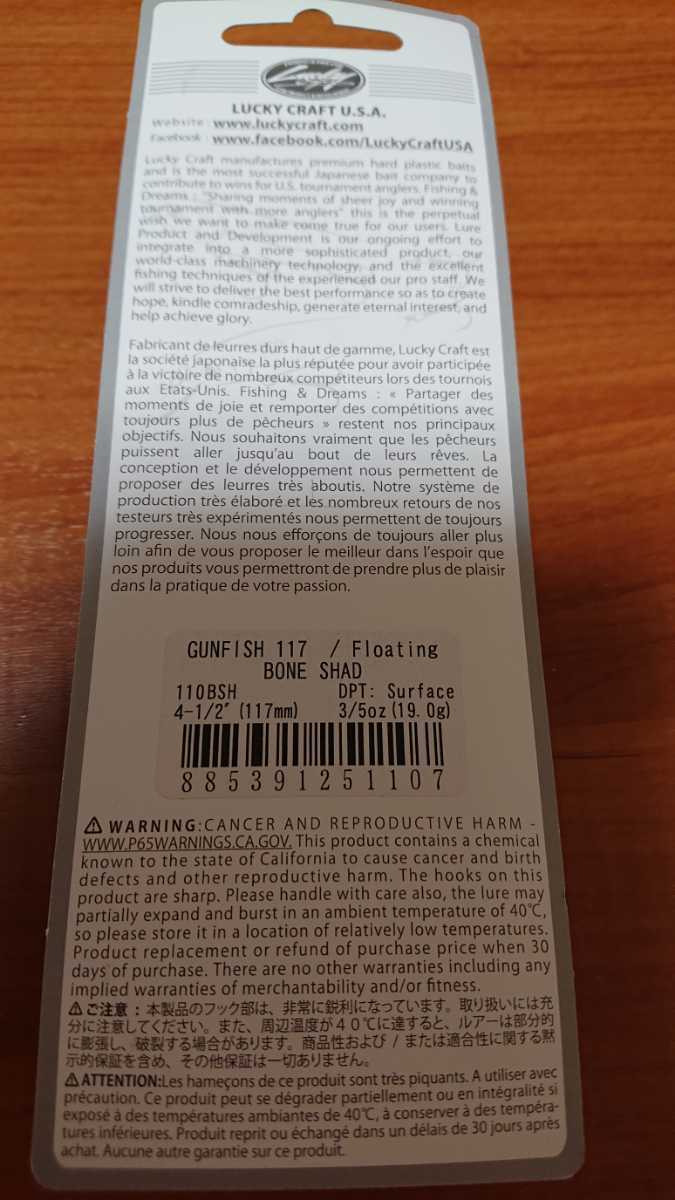 Lucky
LUCKY CRAFT U.S.A.
Website : www.luckycraft.com
Facebook : www.facebook.com/LuckyCraftUSA
Lucky Craft manufactures premium hard plastic baits
and is the most successful Japanese bait company to
contribute to wins for U.S. tournament anglers. Fishing &
Dreams : "Sharing moments of sheer joy and winning
tournament with more anglers" this is the perpetual
wish we want to make come true for our users. Lure
Product and Development is our ongoing effort to
integrate into a more sophisticated product, our
world-class machinery technology, and the excellent
fishing techniques of the experienced our pro staff. We
will strive to deliver the best performance so as to create
hope, kindle comradeship, generate eternal interest, and
help achieve glory.
Fabricant de leurres durs haut de gamme, Lucky Craft est
la société japonaise la plus réputée pour avoir participée
à la victoire de nombreux compétiteurs lors des tournois
aux Etats-Unis. Fishing & Dreams : « Partager des
moments de joie et remporter des compétitions avec
toujours plus de pêcheurs » restent nos principaux
objectifs. Nous souhaitons vraiment que les pêcheurs
puissent aller jusqu'au bout de leurs rêves. La
conception et le développement nous permettent de
proposer des leurres très aboutis. Notre système de
production très élaboré et les nombreux retours de nos
testeurs très expérimentés nous permettent de toujours
progresser. Nous nous efforçons de toujours aller plus
loin afin de vous proposer le meilleur dans l'espoir que
nos produits vous permettront de prendre plus de plaisir
dans la pratique de votre passion.
GUNFISH 117 / Floating
BONE SHAD
110BSH DPT: Surface
4-1/2" (117mm) 3/5oz (19.0g)
885391251107
⚠ WARNING:CANCER AND REPRODUCTIVE HARM -
WWW.P65WARNINGS.CA.GOV. This product contains a chemical
known to the state of California to cause cancer and birth
defects and other reproductive harm. The hooks on this
product are sharp. Please handle with care also, the lure may
partially expand and burst in an ambient temperature of 40℃,
so please store it in a location of relatively low temperatures.
Product replacement or refund of purchase price when 30
days of purchase. There are no other warranties including any
implied warranties of merchantability and/or fitness.
⚠ご注意：本製品のフック部は、非常に鋭利になっています。取り扱いには充
分に注意してください。また、周辺温度が４０℃に達すると、ルアーは部分的
に膨張し、破裂する場合があります。商品性および / または適合性に関する黙
示的保証を含め、その他保証は一切ありません。
⚠ATTENTION:Les hameçons de ce produit sont très piquants. A utiliser avec
précaution. Ce produit peut se dégrader partiellement ou en intégralité si
exposé à des températures ambiantes de 40℃, à conserver à des tempéra-
tures inférieures. Produit reprit ou échangé dans un délais de 30 jours après
achat. Aucune autre garantie sur ce produit.